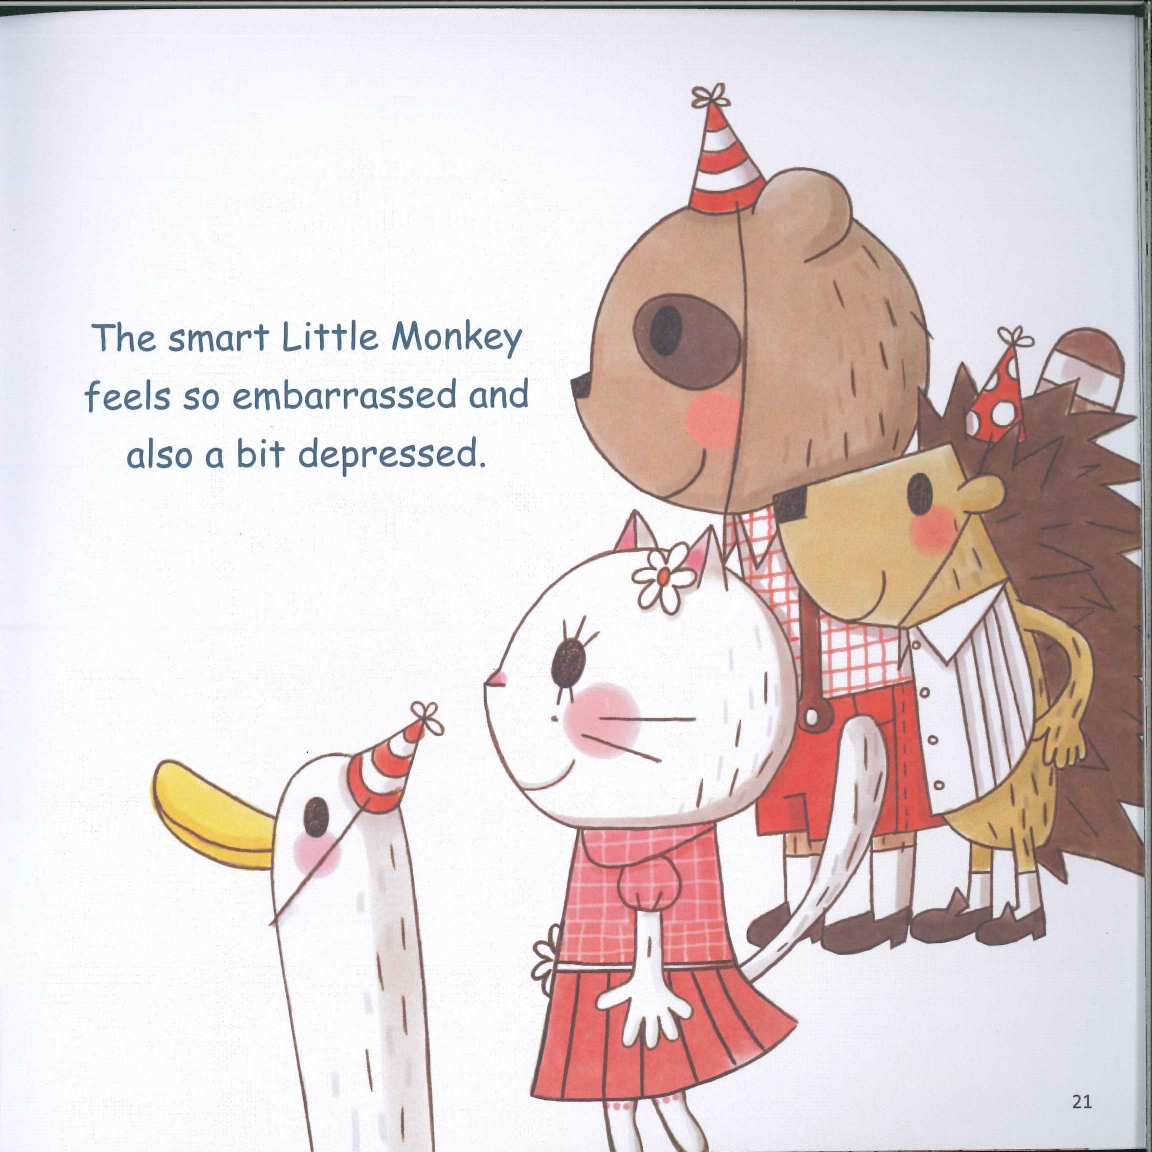 The smart Little Monkey
feels so embarrassed and
also a bit depressed.
21